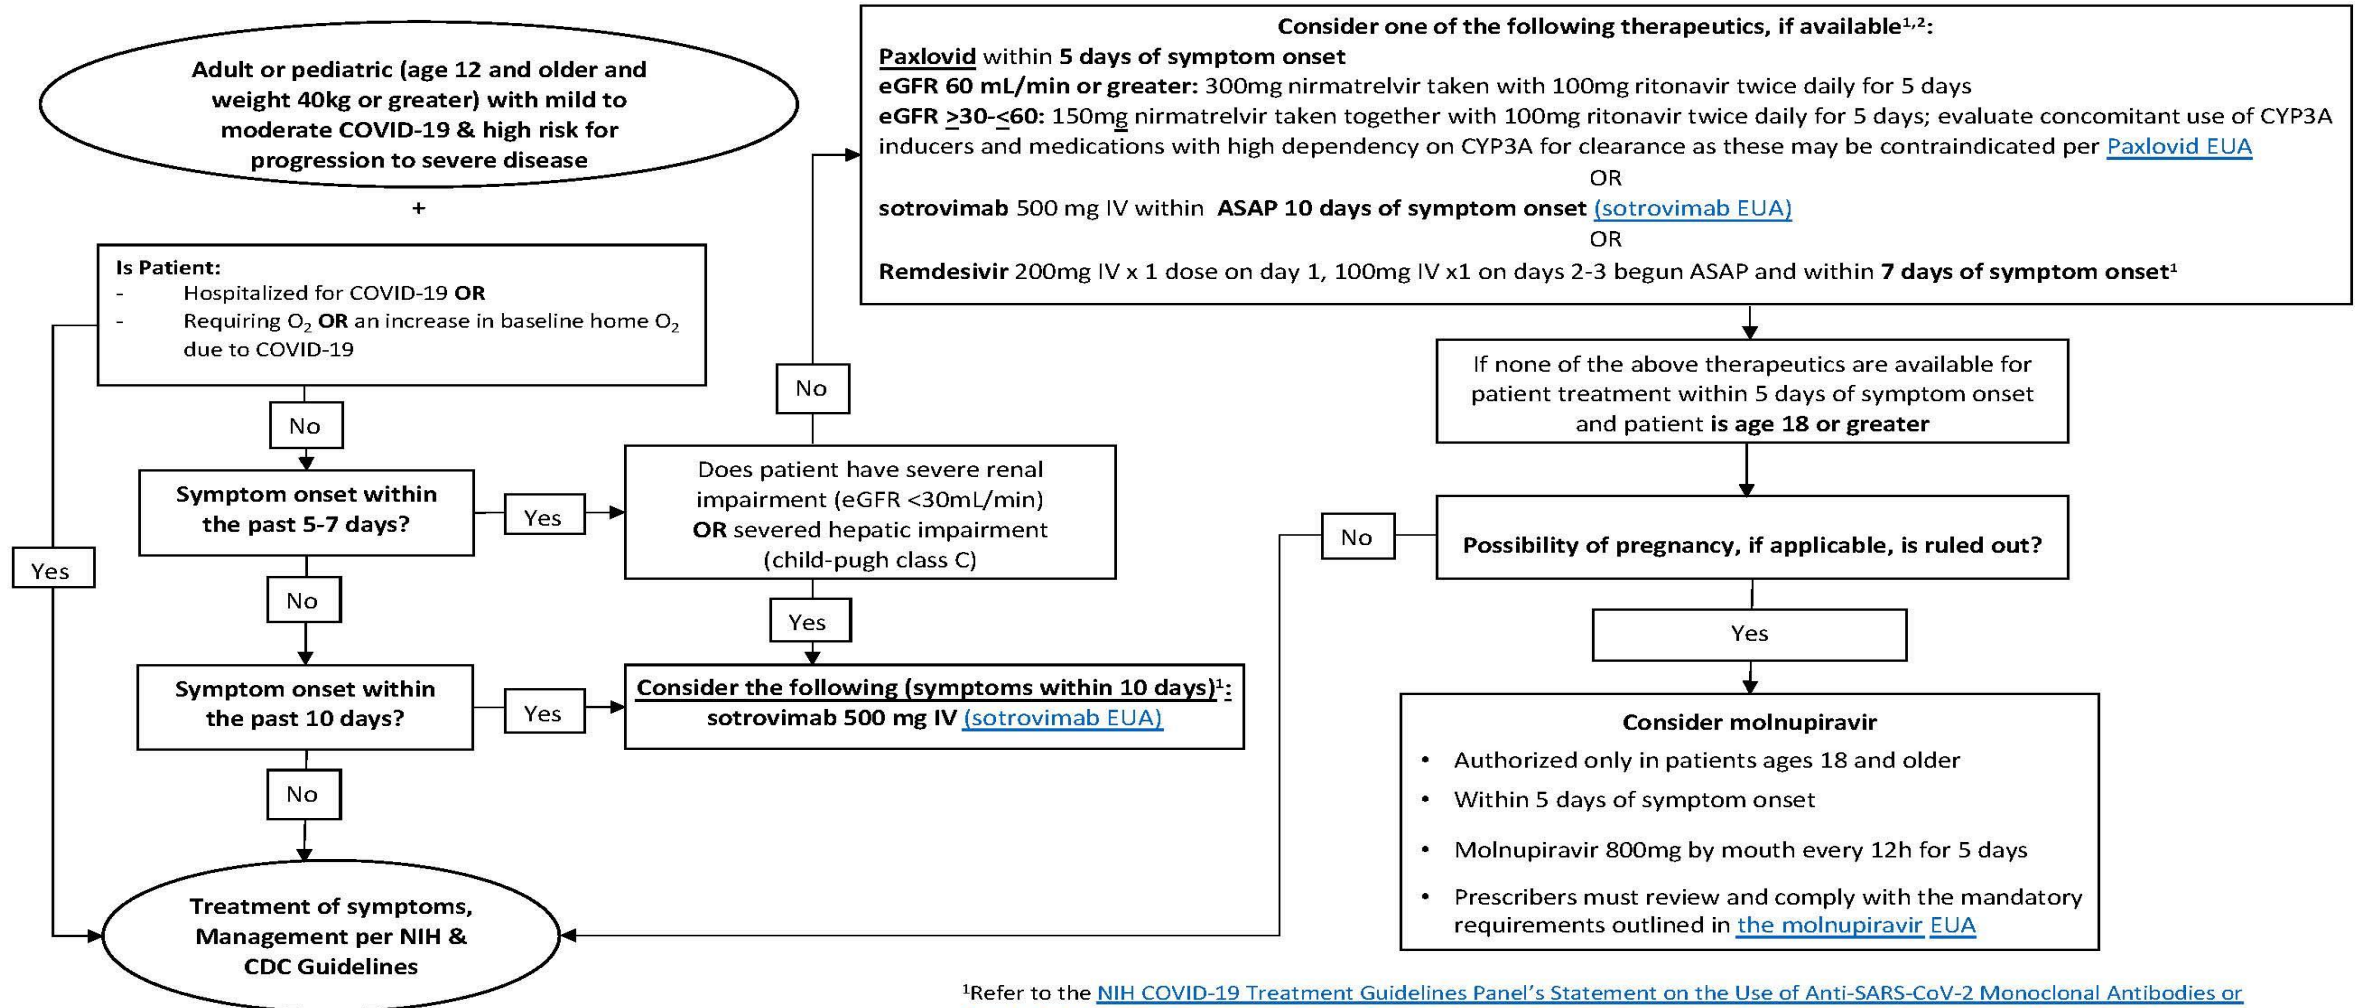 Adult or pediatric (age 12 and older and
weight 40kg or greater) with mild to
moderate COVID-19 & high risk for
progression to severe disease
+
Is Patient:
- Hospitalized for COVID-19 OR
- Requiring O₂ OR an increase in baseline home O₂
due to COVID-19
Yes
No
Symptom onset within
the past 5-7 days?
Yes
No
Symptom onset within
the past 10 days?
Yes
No
Treatment of symptoms,
Management per NIH &
CDC Guidelines
Does patient have severe renal
impairment (eGFR <30mL/min)
OR severed hepatic impairment
(child-pugh class C)
No
Yes
Consider the following (symptoms within 10 days)¹:
sotrovimab 500 mg IV (sotrovimab EUA)
Consider one of the following therapeutics, if available¹,²:
Paxlovid within 5 days of symptom onset
eGFR 60 mL/min or greater: 300mg nirmatrelvir taken with 100mg ritonavir twice daily for 5 days
eGFR ≥30-≤60: 150mg nirmatrelvir taken together with 100mg ritonavir twice daily for 5 days; evaluate concomitant use of CYP3A
inducers and medications with high dependency on CYP3A for clearance as these may be contraindicated per Paxlovid EUA
OR
sotrovimab 500 mg IV within ASAP 10 days of symptom onset (sotrovimab EUA)
OR
Remdesivir 200mg IV x 1 dose on day 1, 100mg IV x1 on days 2-3 begun ASAP and within 7 days of symptom onset¹
If none of the above therapeutics are available for
patient treatment within 5 days of symptom onset
and patient is age 18 or greater
Possibility of pregnancy, if applicable, is ruled out?
No
Yes
Consider molnupiravir
• Authorized only in patients ages 18 and older
• Within 5 days of symptom onset
• Molnupiravir 800mg by mouth every 12h for 5 days
• Prescribers must review and comply with the mandatory
requirements outlined in the molnupiravir EUA
¹Refer to the NIH COVID-19 Treatment Guidelines Panel's Statement on the Use of Anti-SARS-CoV-2 Monoclonal Antibodies or